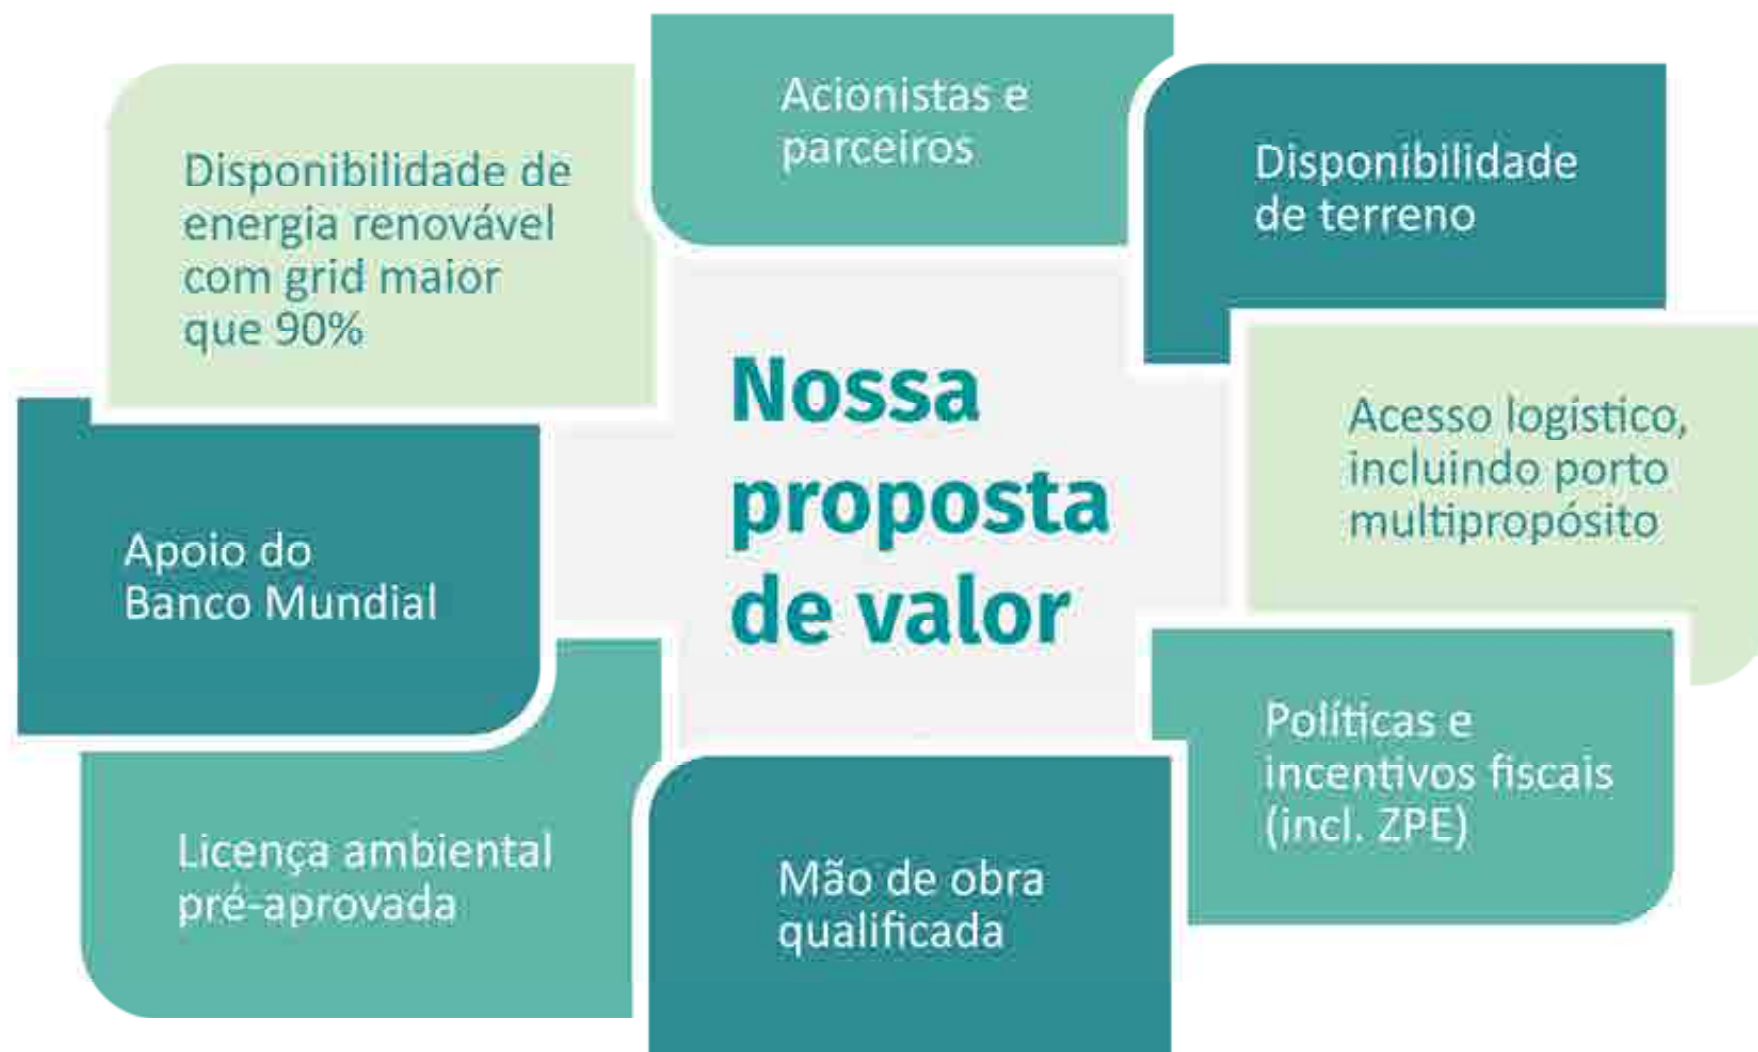 Acionistas e
parceiros
Disponibilidade
de terreno
Disponibilidade de
energia renovável
com grid maior
que 90%
Nossa
proposta
de valor
Acesso logístico,
incluindo porto
multipropósito
Apoio do
Banco Mundial
Políticas e
incentivos fiscais
(incl. ZPE)
Licença ambiental
pré-aprovada
Mão de obra
qualificada